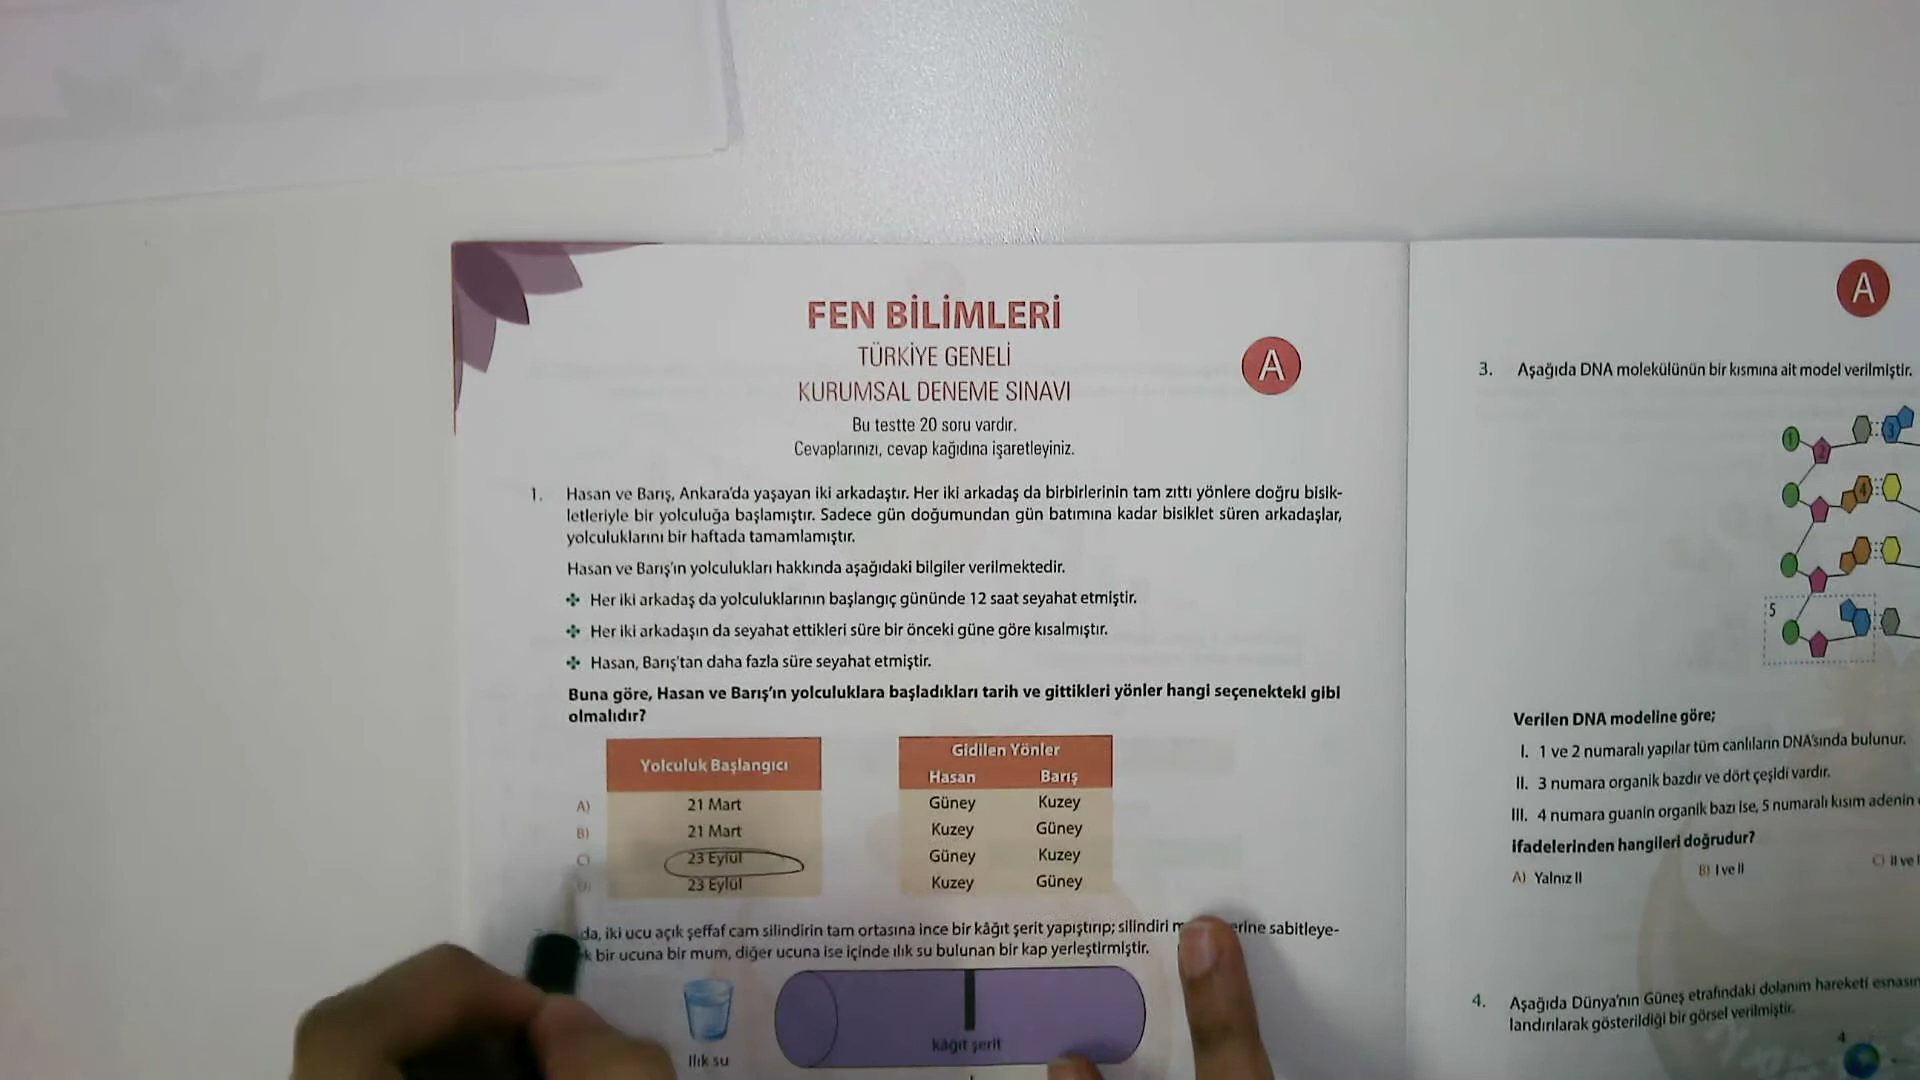 FEN BİLİMLERİ
TÜRKİYE GENELİ
KURUMSAL DENEME SINAVI
A
Bu testte 20 soru vardır.
Cevaplarınızı, cevap kağıdına işaretleyiniz.
1. Hasan ve Barış, Ankara'da yaşayan iki arkadaştır. Her iki arkadaş da birbirlerinin tam zıttı yönlere doğru bisik-
letleriyle bir yolculuğa başlamıştır. Sadece gün doğumundan gün batımına kadar bisiklet süren arkadaşlar,
yolculuklarını bir haftada tamamlamıştır.
Hasan ve Barış'ın yolculukları hakkında aşağıdaki bilgiler verilmektedir.
Her iki arkadaş da yolculuklarının başlangıç gününde 12 saat seyahat etmiştir.
Her iki arkadaşın da seyahat ettikleri süre bir önceki güne göre kısalmıştır.
Hasan, Barış'tan daha fazla süre seyahat etmiştir.
Buna göre, Hasan ve Barış'ın yolculuklara başladıkları tarih ve gittikleri yönler hangi seçenekteki gibi
olmalıdır?
Yolculuk Başlangıcı Gidilen Yönler
Hasan Barış
A) 21 Mart Güney Kuzey
B) 21 Mart Kuzey Güney
C) 23 Eylül Güney Kuzey
D) 23 Eylül Kuzey Güney
da, iki ucu açık şeffaf cam silindirin tam ortasına ince bir kâğıt şerit yapıştırıp; silindiri erine sabitleye-
k bir ucuna bir mum, diğer ucuna ise içinde ılık su bulunan bir kap yerleştirmiştir.
kâğıt şerit
Ilık su
A
3. Aşağıda DNA molekülünün bir kısmına ait model verilmiştir.
1
2
3
4
5
Verilen DNA modeline göre;
I. 1 ve 2 numaralı yapılar tüm canlıların DNA'sında bulunur.
II. 3 numara organik bazdır ve dört çeşidi vardır.
III. 4 numara guanin organik bazı ise, 5 numaralı kısım adenin
ifadelerinden hangileri doğrudur?
A) Yalnız II B) I ve II C) II ve I
4. Aşağıda Dünya'nın Güneş etrafındaki dolanım hareketi esnasın
landırılarak gösterildiği bir görsel verilmiştir.
4